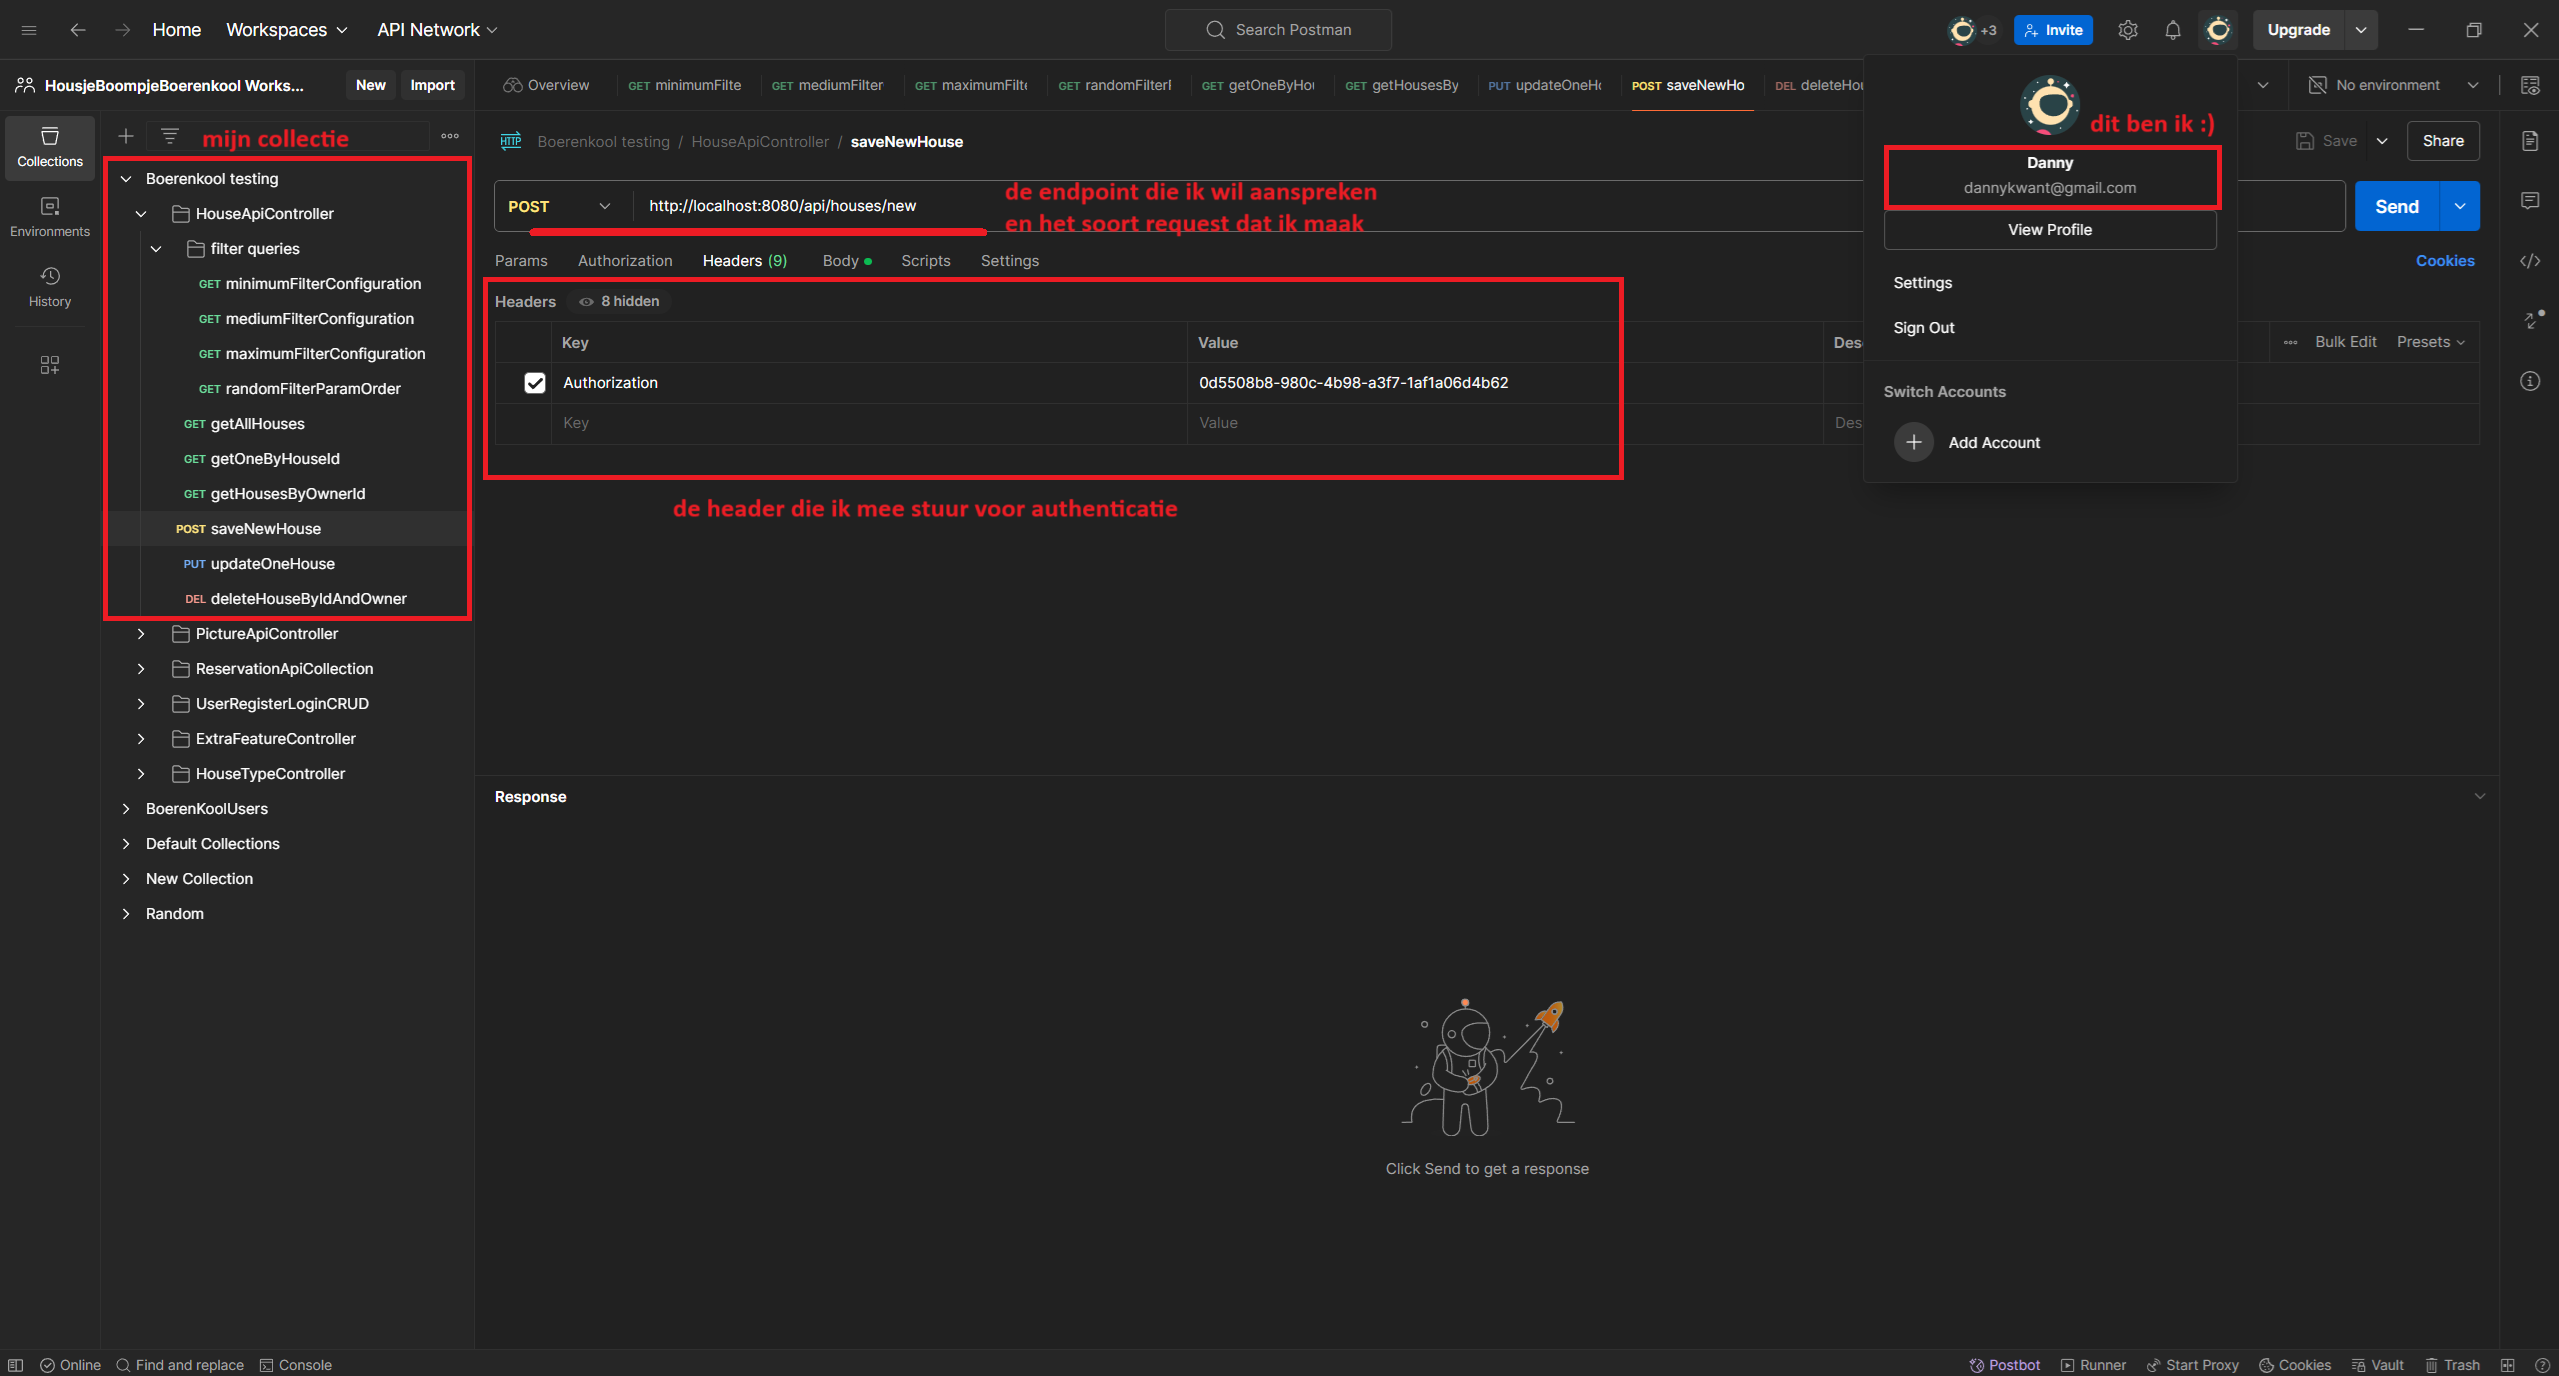 Home Workspaces API Network Search Postman +3 Invite Upgrade
HousjeBoompjeBoerenkool Works... New Import
Overview GET minimumFilte GET mediumFilter GET maximumFilte GET randomFilterF GET getOneByHou GET getHousesBy PUT updateOneHo POST saveNewHo DEL deleteHou No environment
mijn collectie
Collections
Environments
History
Boerenkool testing
HouseApiController
filter queries
GET minimumFilterConfiguration
GET mediumFilterConfiguration
GET maximumFilterConfiguration
GET randomFilterParamOrder
GET getAllHouses
GET getOneByHouseId
GET getHousesByOwnerId
POST saveNewHouse
PUT updateOneHouse
DEL deleteHouseByIdAndOwner
PictureApiController
ReservationApiCollection
UserRegisterLoginCRUD
ExtraFeatureController
HouseTypeController
BoerenKoolUsers
Default Collections
New Collection
Random
HTTP Boerenkool testing / HouseApiController / saveNewHouse
Save Share
POST http://localhost:8080/api/houses/new
de endpoint die ik wil aanspreken
en het soort request dat ik maak
Send
Params Authorization Headers (9) Body Scripts Settings
Cookies
Headers 8 hidden
Key Value Des
Bulk Edit Presets
Authorization 0d5508b8-980c-4b98-a3f7-1af1a06d4b62
Key Value Des
de header die ik mee stuur voor authenticatie
dit ben ik :)
Danny
dannykwant@gmail.com
View Profile
Settings
Sign Out
Switch Accounts
Add Account
Response
Click Send to get a response
Online Find and replace Console
Postbot Runner Start Proxy Cookies Vault Trash